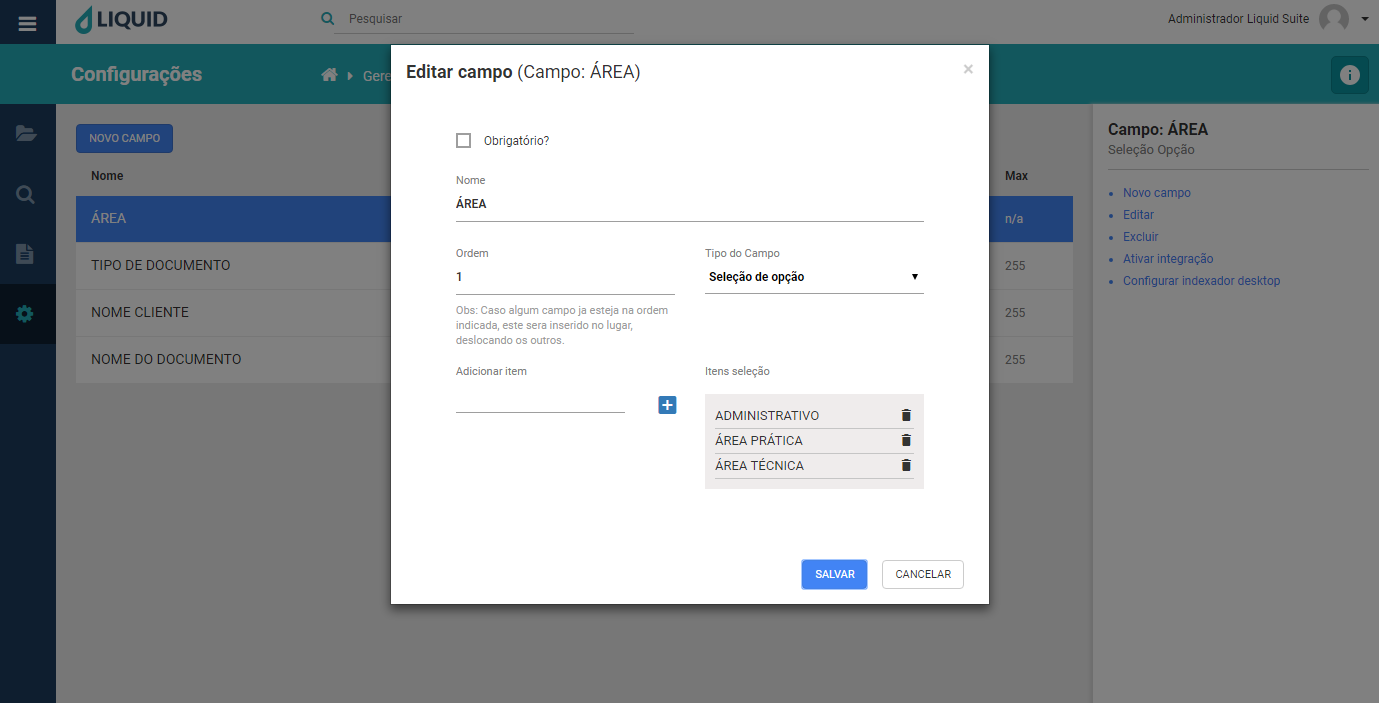 LIQUID
Pesquisar
Administrador Liquid Suite
Configurações
Gere
Editar campo (Campo: ÁREA)
×
Obrigatório?
Nome
ÁREA
Ordem
1
Obs: Caso algum campo ja esteja na ordem
indicada, este sera inserido no lugar,
deslocando os outros.
Tipo do Campo
Seleção de opção
Adicionar item
Itens seleção
ADMINISTRATIVO
ÁREA PRÁTICA
ÁREA TÉCNICA
SALVAR
CANCELAR
NOVO CAMPO
Nome
Max
ÁREA
n/a
TIPO DE DOCUMENTO
255
NOME CLIENTE
255
NOME DO DOCUMENTO
255
Campo: ÁREA
Seleção Opção
• Novo campo
• Editar
• Excluir
• Ativar integração
• Configurar indexador desktop